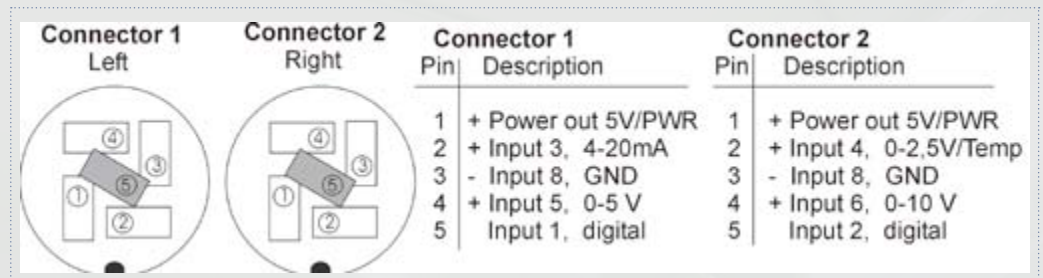 Connector 1
Left
④
③
⑤
①
②
Connector 2
Right
④
③
⑤
①
②
Connector 1
Pin Description
1 + Power out 5V/PWR
2 + Input 3, 4-20mA
3 - Input 8, GND
4 + Input 5, 0-5 V
5 Input 1, digital
Connector 2
Pin Description
1 + Power out 5V/PWR
2 + Input 4, 0-2,5V/Temp
3 - Input 8, GND
4 + Input 6, 0-10 V
5 Input 2, digital